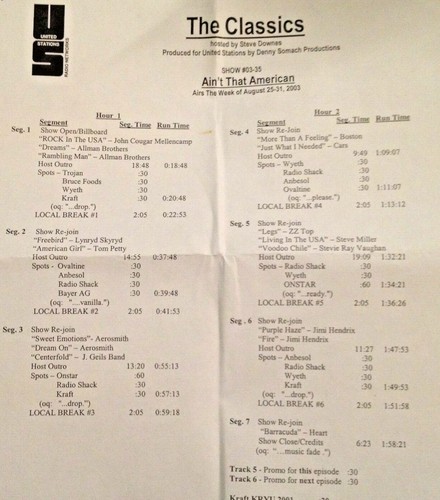 US
UNITED
STATIONS
RADIO NETWORKS
The Classics
hosted by Steve Downes
Produced for United Stations by Denny Somach Productions
SHOW #03-35
Ain't That American
Airs The Week of August 25-31, 2003
Hour 1
Segment Seg. Time Run Time
Seg. 1 Show Open/Billboard
"ROCK In The USA" – John Cougar Mellencamp
"Dreams" – Allman Brothers
"Rambling Man" – Allman Brothers
Host Outro 18:48 0:18:48
Spots – Trojan :30
Bruce Foods :30
Wyeth :30
Kraft :30 0:20:48
(oq: "...drop.")
LOCAL BREAK #1 2:05 0:22:53
Seg. 2 Show Re-join
"Freebird" – Lynryd Skyryd
"American Girl" – Tom Petty
Host Outro 14:55 0:37:48
Spots - Ovaltine :30
Anbesol :30
Radio Shack :30
Bayer AG :30 0:39:48
(oq: "....vanilla.")
LOCAL BREAK #2 2:05 0:41:53
Seg. 3 Show Re-join
"Sweet Emotions"- Aerosmith
"Dream On" – Aerosmith
"Centerfold" – J. Geils Band
Host Outro 13:20 0:55:13
Spots – Onstar :60
Radio Shack :30
Kraft :30 0:57:13
(oq: "...drop.")
LOCAL BREAK #3 2:05 0:59:18
Hour 2
Segment Seg. Time Run Time
Seg. 4 Show Re-Join
"More Than A Feeling" – Boston
"Just What I Needed" – Cars
Host Outro 9:49 1:09:07
Spots – Wyeth :30
Radio Shack :30
Anbesol :30
Ovaltine :30 1:11:07
(oq: "...please.")
LOCAL BREAK #4 2:05 1:13:12
Seg. 5 Show Re-join
"Legs" – ZZ Top
"Living In The USA" – Steve Miller
"Voodoo Chile" – Stevie Ray Vaughan
Host Outro 19:09 1:32:21
Spots – Radio Shack :30
Wyeth :30
ONSTAR :60 1:34:21
(oq: "...ready.")
LOCAL BREAK #5 2:05 1:36:26
Seg. 6 Show Re-join
"Purple Haze" – Jimi Hendrix
"Fire" – Jimi Hendrix
Host Outro 11:27 1:47:53
Spots – Anbesol :30
Radio Shack :30
Wyeth :30
Kraft :30 1:49:53
(oq: "...drop.")
LOCAL BREAK #6 2:05 1:51:58
Seg. 7 Show Re-join
"Barracuda" – Heart
Show Close/Credits 6:23 1:58:21
(oq: "...music fade .")
Track 5 - Promo for this episode :30
Track 6 - Promo for next episode :30